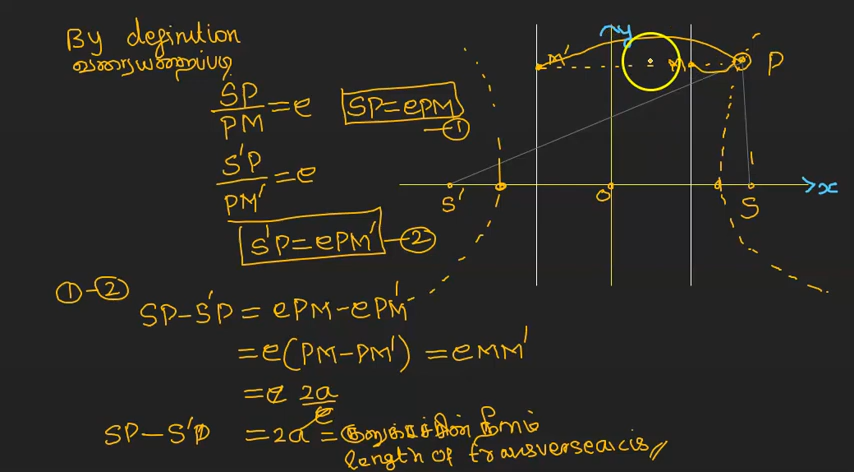 By definition
வரையறைப்படி
SP/PM = e  SP = ePM —①
S'P/PM' = e
S'P = ePM' —②
① - ②
SP - S'P = ePM - ePM'
= e(PM - PM') = eMM'
= e 2a/e
SP - S'P = 2a =
length of transverse axis //
y
M'
M
P
S'
O
S
x